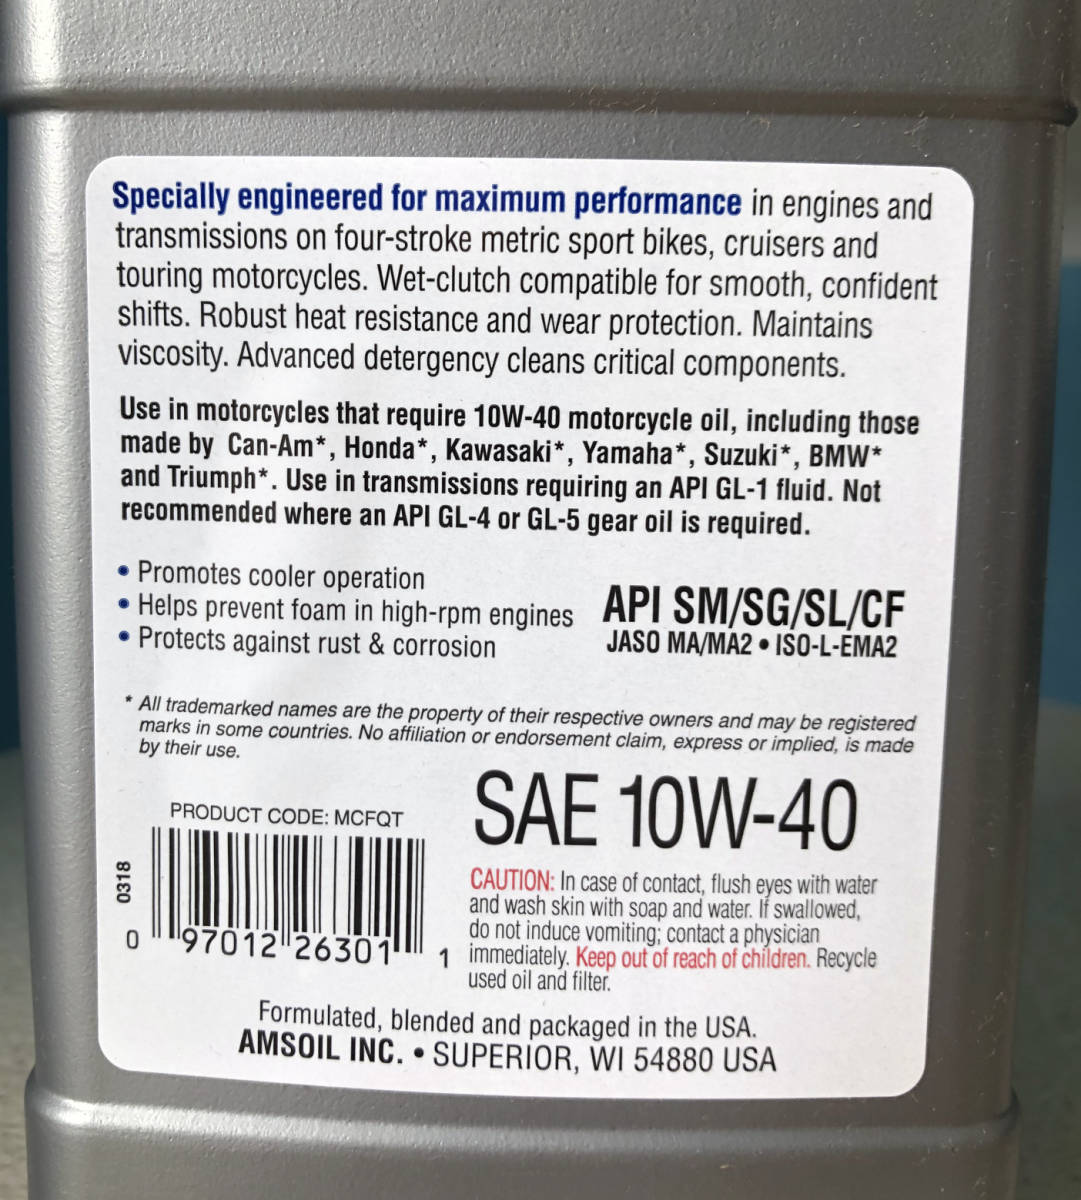 Specially engineered for maximum performance in engines and
transmissions on four-stroke metric sport bikes, cruisers and
touring motorcycles. Wet-clutch compatible for smooth, confident
shifts. Robust heat resistance and wear protection. Maintains
viscosity. Advanced detergency cleans critical components.
Use in motorcycles that require 10W-40 motorcycle oil, including those
made by Can-Am*, Honda*, Kawasaki*, Yamaha*, Suzuki*, BMW*
and Triumph*. Use in transmissions requiring an API GL-1 fluid. Not
recommended where an API GL-4 or GL-5 gear oil is required.
• Promotes cooler operation
• Helps prevent foam in high-rpm engines
• Protects against rust & corrosion
API SM/SG/SL/CF
JASO MA/MA2 • ISO-L-EMA2
* All trademarked names are the property of their respective owners and may be registered
marks in some countries. No affiliation or endorsement claim, express or implied, is made
by their use.
PRODUCT CODE: MCFQT
0318
0 97012 26301 1
SAE 10W-40
CAUTION: In case of contact, flush eyes with water
and wash skin with soap and water. If swallowed,
do not induce vomiting; contact a physician
immediately. Keep out of reach of children. Recycle
used oil and filter.
Formulated, blended and packaged in the USA.
AMSOIL INC. • SUPERIOR, WI 54880 USA